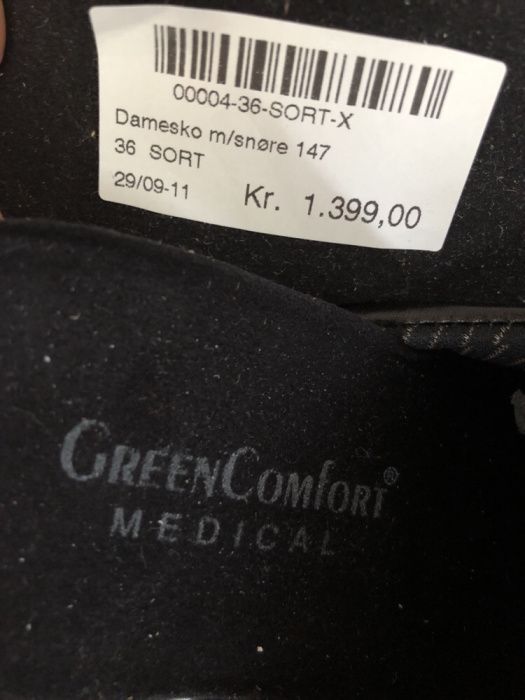 00004-36-SORT-X
Damesko m/snøre 147
36 SORT
29/09-11 Kr. 1.399,00
GREENCOMFORT®
MEDICAL